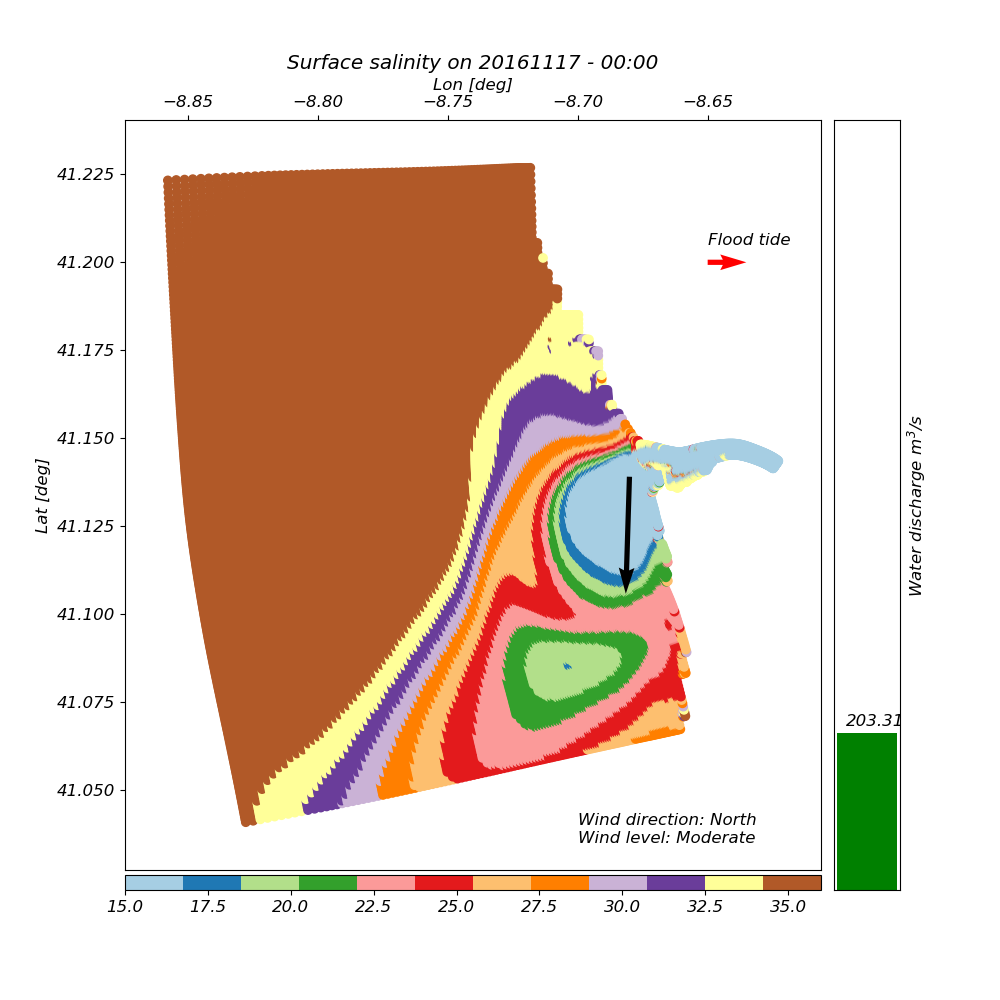 Surface salinity on 20161117 - 00:00
Lon [deg]
−8.85 −8.80 −8.75 −8.70 −8.65
41.225
41.200
41.175
41.150
41.125
41.100
41.075
41.050
Lat [deg]
Flood tide
Wind direction: North
Wind level: Moderate
15.0 17.5 20.0 22.5 25.0 27.5 30.0 32.5 35.0
203.31
Water discharge m³/s